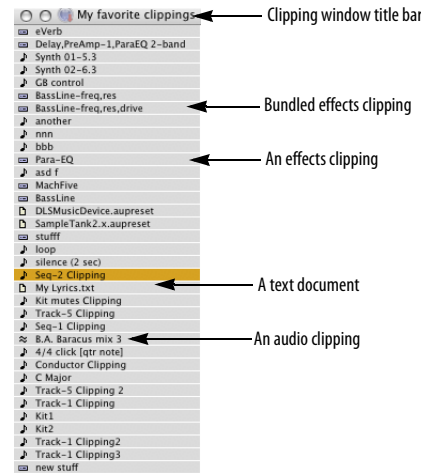 My favorite clippings
Clipping window title bar
eVerb
Delay,PreAmp-1,ParaEQ 2-band
Synth 01-5.3
Synth 02-6.3
GB control
BassLine-freq,res
BassLine-freq,res,drive
Bundled effects clipping
another
nnn
bbb
Para-EQ
An effects clipping
asd f
MachFive
BassLine
DLSMusicDevice.aupreset
SampleTank2.x.aupreset
stufff
loop
silence (2 sec)
Seq-2 Clipping
My Lyrics.txt
A text document
Kit mutes Clipping
Track-5 Clipping
Seq-1 Clipping
B.A. Baracus mix 3
An audio clipping
4/4 click [qtr note]
Conductor Clipping
C Major
Track-5 Clipping 2
Track-1 Clipping
Kit1
Kit2
Track-1 Clipping2
Track-1 Clipping3
new stuff